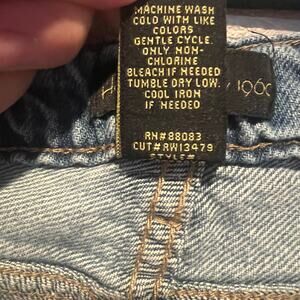 MACHINE WASH
COLD WITH LIKE
COLORS
GENTLE CYCLE.
ONLY NON-
CHLORINE
BLEACH IF NEEDED
TUMBLE DRY LOW.
COOL IRON
IF NEEDED
RN#88083
CUT#RW13479
STYLE#